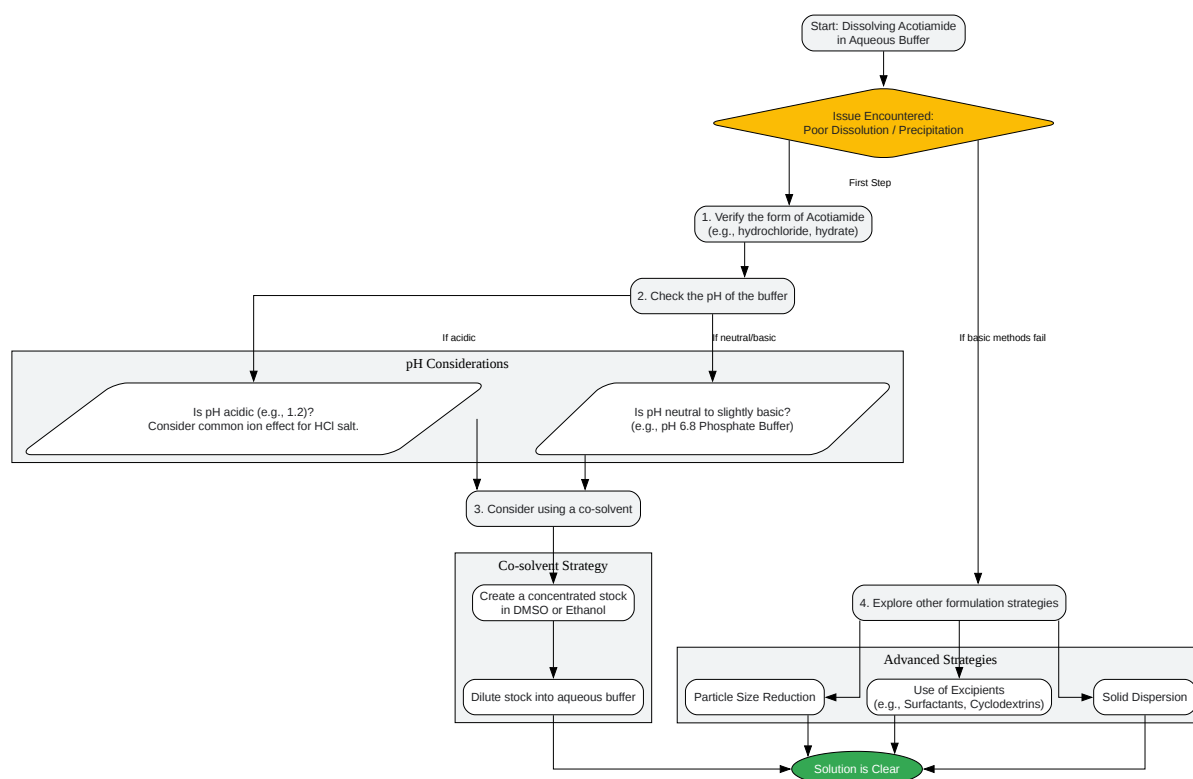 Start: Dissolving Acotiamide
in Aqueous Buffer
Issue Encountered:
Poor Dissolution / Precipitation
First Step
1. Verify the form of Acotiamide
(e.g., hydrochloride, hydrate)
2. Check the pH of the buffer
If acidic
If neutral/basic
If basic methods fail
pH Considerations
Is pH acidic (e.g., 1.2)?
Consider common ion effect for HCl salt.
Is pH neutral to slightly basic?
(e.g., pH 6.8 Phosphate Buffer)
3. Consider using a co-solvent
Co-solvent Strategy
Create a concentrated stock
in DMSO or Ethanol
Dilute stock into aqueous buffer
4. Explore other formulation strategies
Advanced Strategies
Particle Size Reduction
Use of Excipients
(e.g., Surfactants, Cyclodextrins)
Solid Dispersion
Solution is Clear